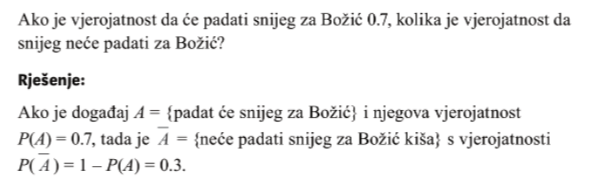 Ako je vjerojatnost da će padati snijeg za Božić 0.7, kolika je vjerojatnost da
snijeg neće padati za Božić?
Rješenje:
Ako je događaj A = {padat će snijeg za Božić} i njegova vjerojatnost
P(A) = 0.7, tada je A̅ = {neće padati snijeg za Božić kiša} s vjerojatnosti
P( A̅ ) = 1 – P(A) = 0.3.